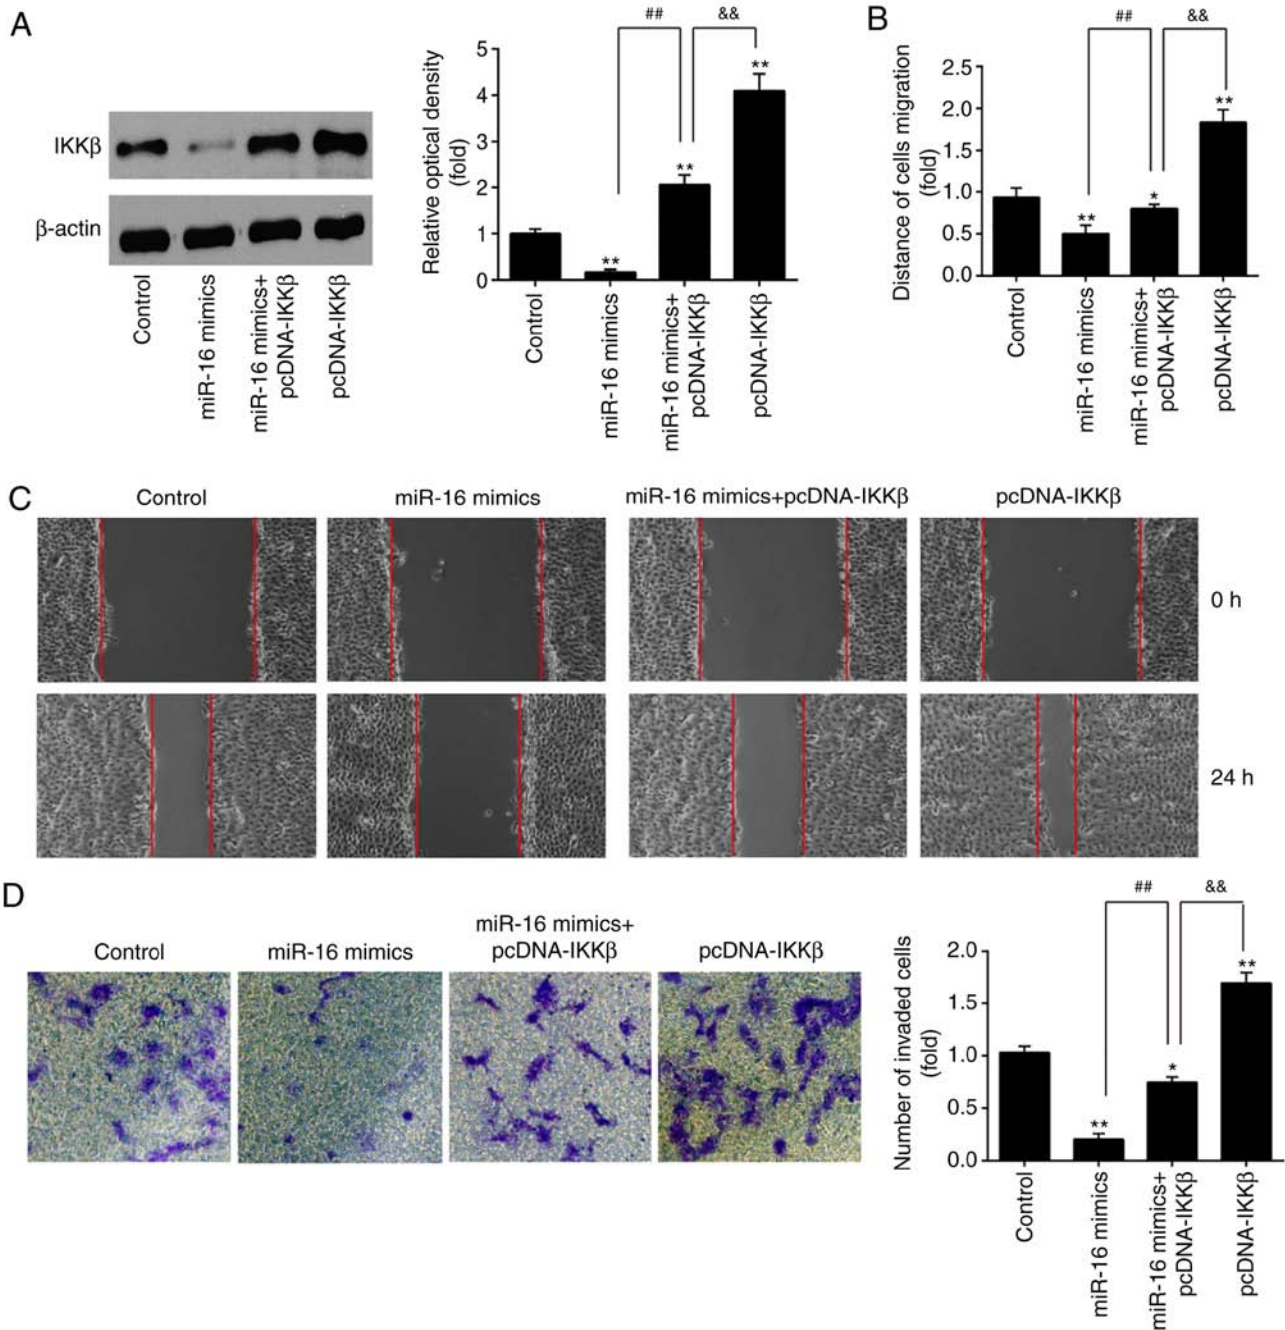 A
IKKβ
β-actin
Control
miR-16 mimics
miR-16 mimics+
pcDNA-IKKβ
pcDNA-IKKβ
##
&&
Relative optical density
(fold)
5
4
3
2
1
0
**
**
**
Control
miR-16 mimics
miR-16 mimics+
pcDNA-IKKβ
pcDNA-IKKβ
B
##
&&
Distance of cells migration
(fold)
2.5
2.0
1.5
1.0
0.5
0.0
**
*
**
Control
miR-16 mimics
miR-16 mimics+
pcDNA-IKKβ
pcDNA-IKKβ
C
Control
miR-16 mimics
miR-16 mimics+pcDNA-IKKβ
pcDNA-IKKβ
0 h
24 h
D
Control
miR-16 mimics
miR-16 mimics+
pcDNA-IKKβ
pcDNA-IKKβ
##
&&
Number of invaded cells
(fold)
2.0
1.5
1.0
0.5
0.0
**
*
**
Control
miR-16 mimics
miR-16 mimics+
pcDNA-IKKβ
pcDNA-IKKβ